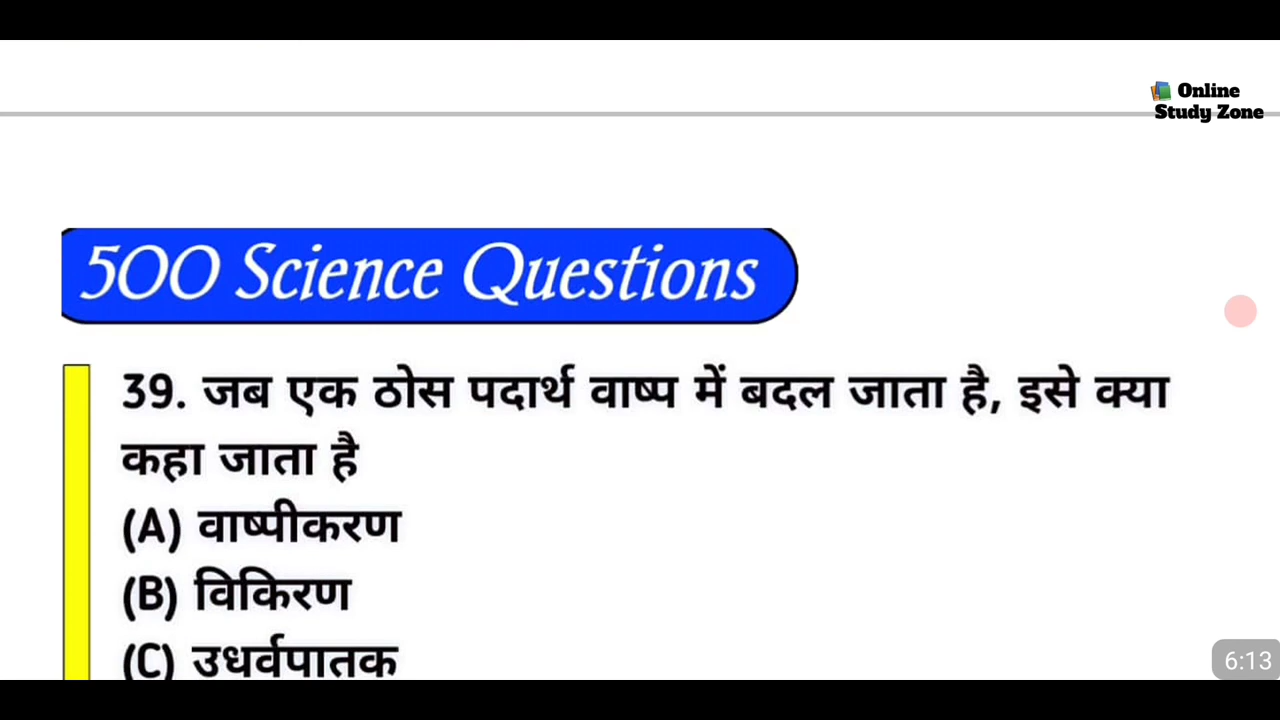 Online
Study Zone
500 Science Questions
39. जब एक ठोस पदार्थ वाष्प में बदल जाता है, इसे क्या
कहा जाता है
(A) वाष्पीकरण
(B) विकिरण
(C) उधर्वपातक
6:13